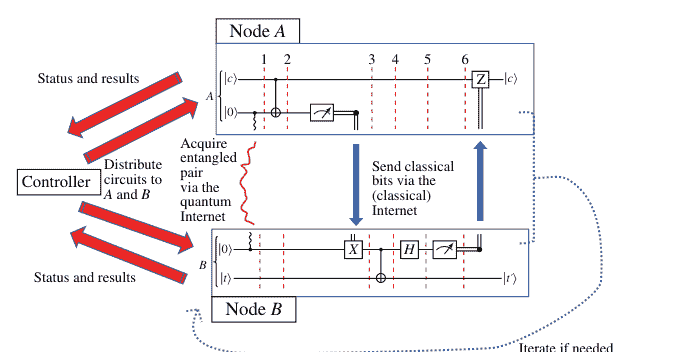 Node A
1 2 3 4 5 6
Status and results
|c⟩ Z |c⟩
A
|0⟩
Acquire
entangled
pair
via the
quantum
Internet
Distribute
circuits to
A and B
Controller
Send classical
bits via the
(classical)
Internet
|0⟩ X H
B
|t⟩ |t′⟩
Status and results
Node B
Iterate if needed